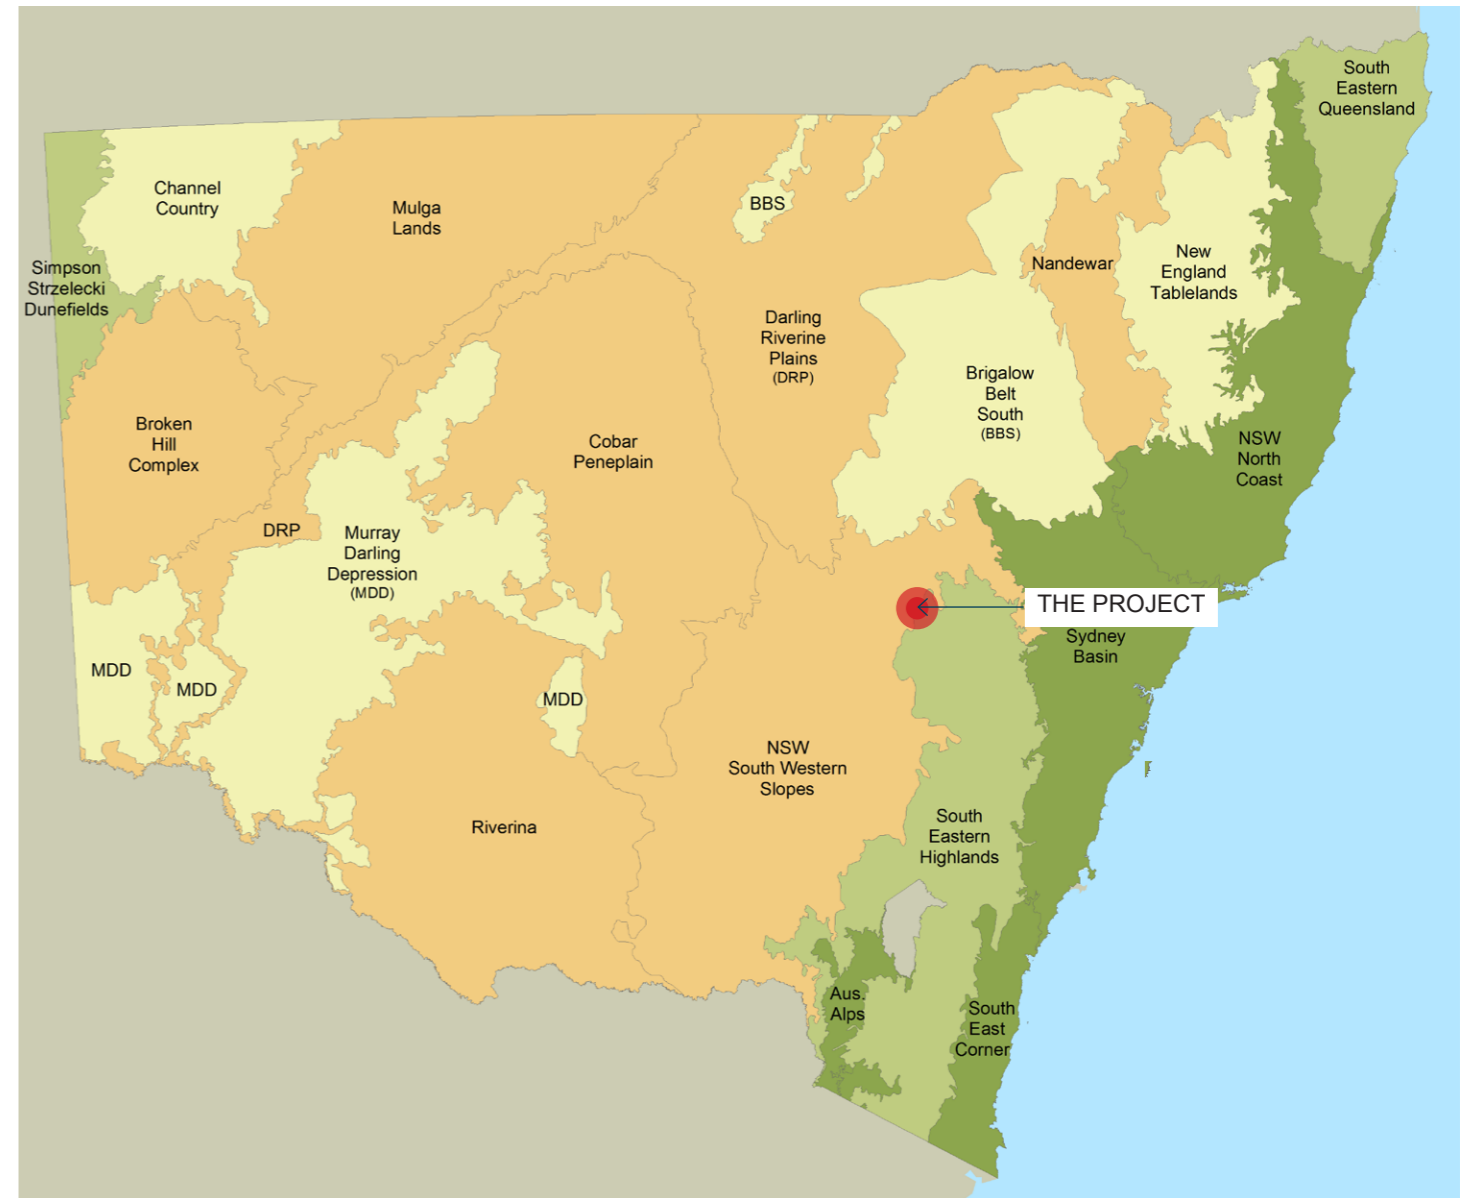 South
Eastern
Queensland
Channel
Country
Mulga
Lands
BBS
Simpson
Strzelecki
Dunefields
Nandewar
New
England
Tablelands
Darling
Riverine
Plains
(DRP)
Brigalow
Belt
South
(BBS)
Broken
Hill
Complex
Cobar
Peneplain
NSW
North
Coast
DRP
Murray
Darling
Depression
(MDD)
THE PROJECT
Sydney
Basin
MDD
MDD
MDD
NSW
South Western
Slopes
Riverina
South
Eastern
Highlands
Aus.
Alps
South
East
Corner